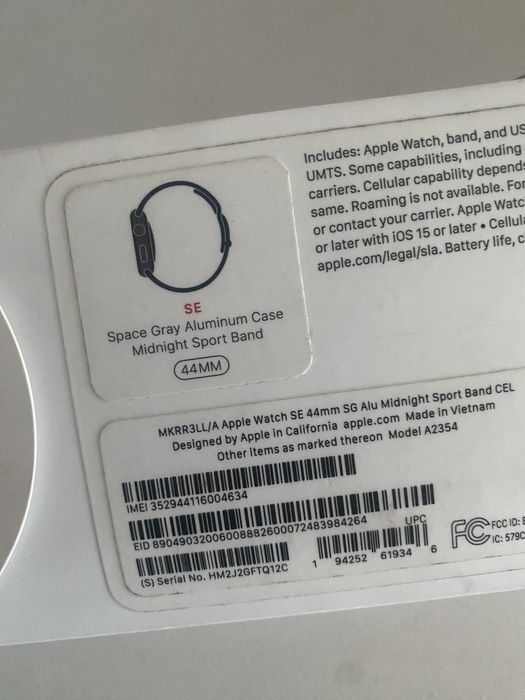 Includes: Apple Watch, band, and US
UMTS. Some capabilities, including
carriers. Cellular capability depends
same. Roaming is not available. For
or contact your carrier. Apple Watc
or later with iOS 15 or later • Cellula
apple.com/legal/sla. Battery life, c
SE
Space Gray Aluminum Case
Midnight Sport Band
44MM
MKRR3LL/A Apple Watch SE 44mm SG Alu Midnight Sport Band CEL
Designed by Apple in California apple.com Made in Vietnam
Other items as marked thereon Model A2354
IMEI 352944116004634
EID 89049032006008882600072483984264
UPC
(S) Serial No. HM2J2GFTQ12C
1 94252 61934 6
FC FCC ID: B
IC: 579C